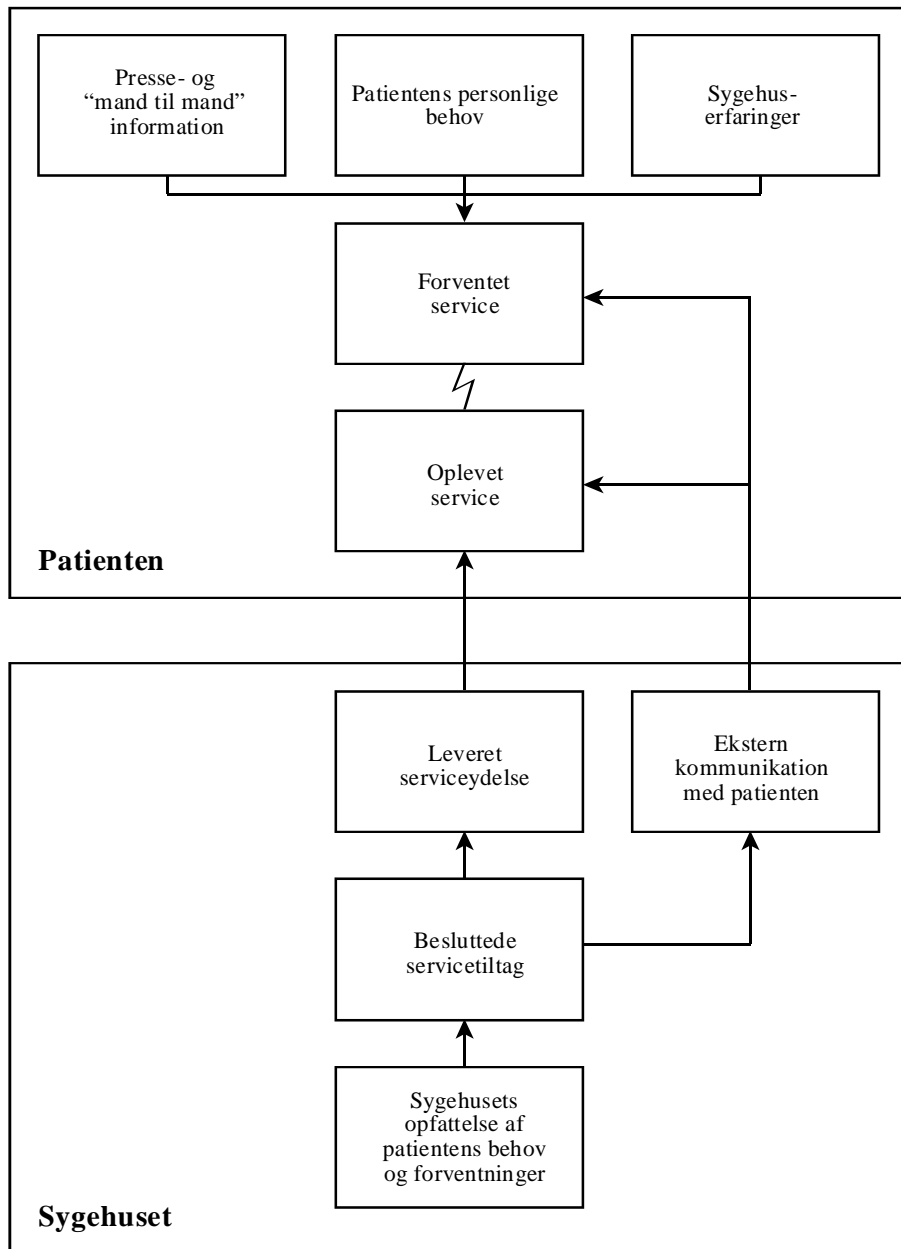 Presse- og
“mand til mand”
information
Patientens personlige
behov
Sygehus-
erfaringer
Forventet
service
Oplevet
service
Patienten
Leveret
serviceydelse
Ekstern
kommunikation
med patienten
Besluttede
servicetiltag
Sygehusets
opfattelse af
patientens behov
og forventninger
Sygehuset